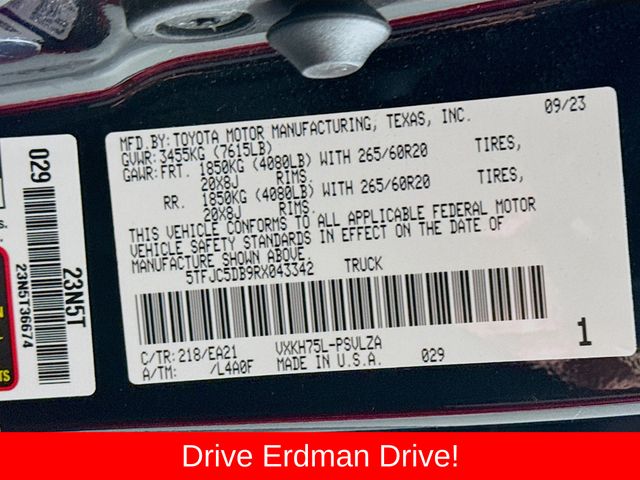 MFD.BY:TOYOTA MOTOR MANUFACTURING, TEXAS, INC. 09/23
GVWR:3455KG (7615LB)
GAWR:FRT. 1850KG (4080LB) WITH 265/60R20 TIRES,
20X8J RIMS.
RR. 1850KG (4080LB) WITH 265/60R20 TIRES,
20X8J RIMS.
THIS VEHICLE CONFORMS TO ALL APPLICABLE FEDERAL MOTOR
VEHICLE SAFETY STANDARDS IN EFFECT ON THE DATE OF
MANUFACTURE SHOWN ABOVE.
5TFJC5DB9RX043342 TRUCK
C/TR:218/EA21 VXKH75L-PSVLZA
A/TM: /L4A0F MADE IN U.S.A. 029
1
029
23N5T
23N5T36674
Drive Erdman Drive!